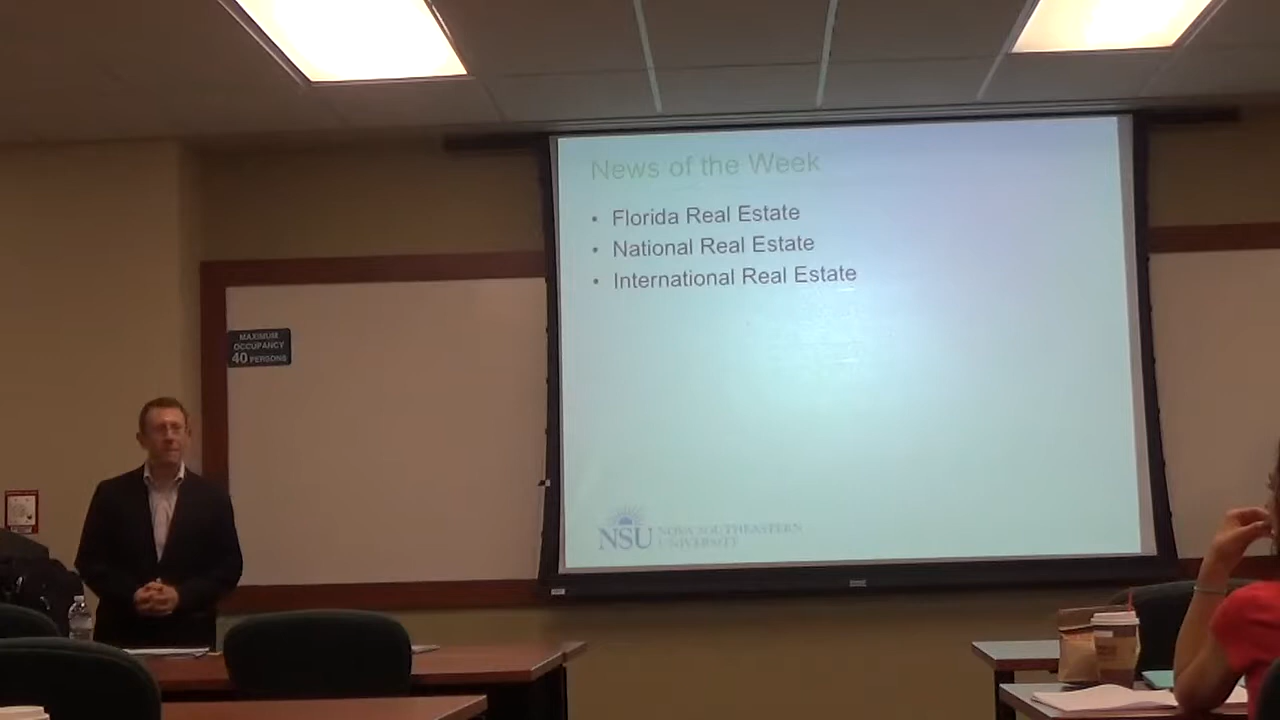 News of the Week
• Florida Real Estate
• National Real Estate
• International Real Estate
MAXIMUM
OCCUPANCY
40 PERSONS
NSU
NOVA SOUTHEASTERN
UNIVERSITY